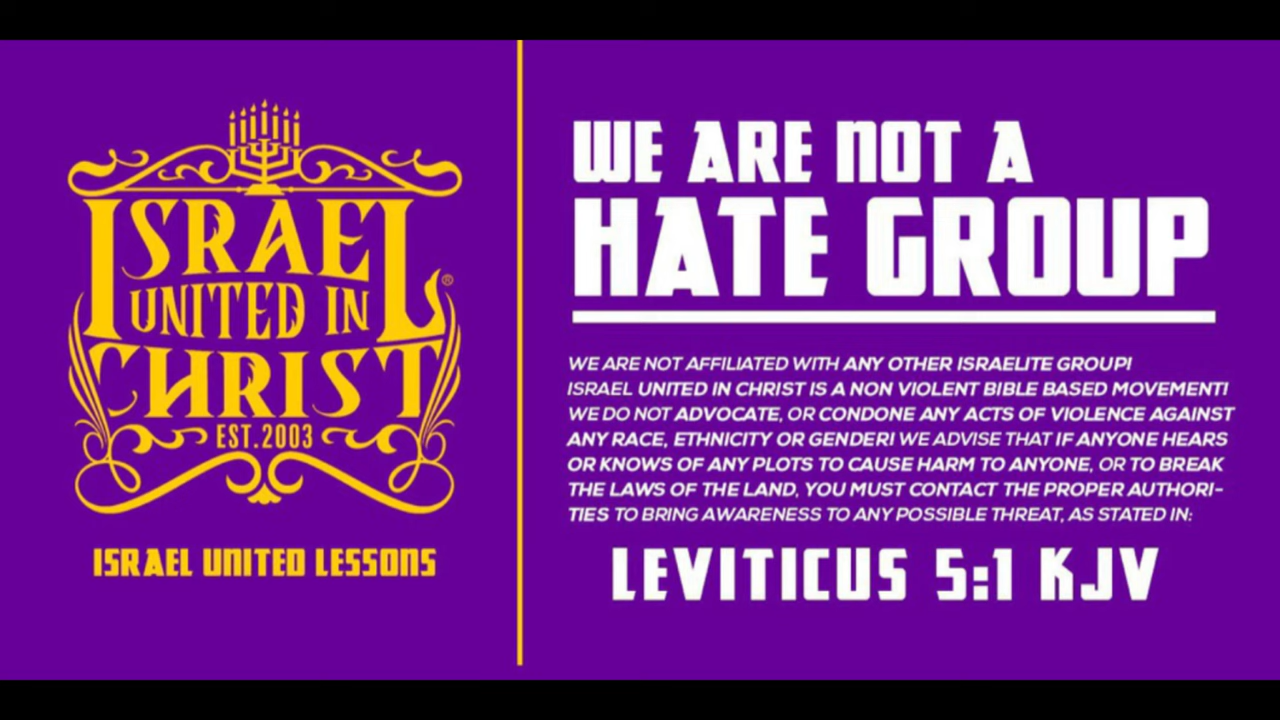 ISRAEL
UNITED IN
CHRIST
®
EST. 2003
ISRAEL UNITED LESSONS
WE ARE NOT A
HATE GROUP
WE ARE NOT AFFILIATED WITH ANY OTHER ISRAELITE GROUP!
ISRAEL UNITED IN CHRIST IS A NON VIOLENT BIBLE BASED MOVEMENT!
WE DO NOT ADVOCATE, OR CONDONE ANY ACTS OF VIOLENCE AGAINST
ANY RACE, ETHNICITY OR GENDER! WE ADVISE THAT IF ANYONE HEARS
OR KNOWS OF ANY PLOTS TO CAUSE HARM TO ANYONE, OR TO BREAK
THE LAWS OF THE LAND, YOU MUST CONTACT THE PROPER AUTHORI-
TIES TO BRING AWARENESS TO ANY POSSIBLE THREAT, AS STATED IN:
LEVITICUS 5:1 KJV